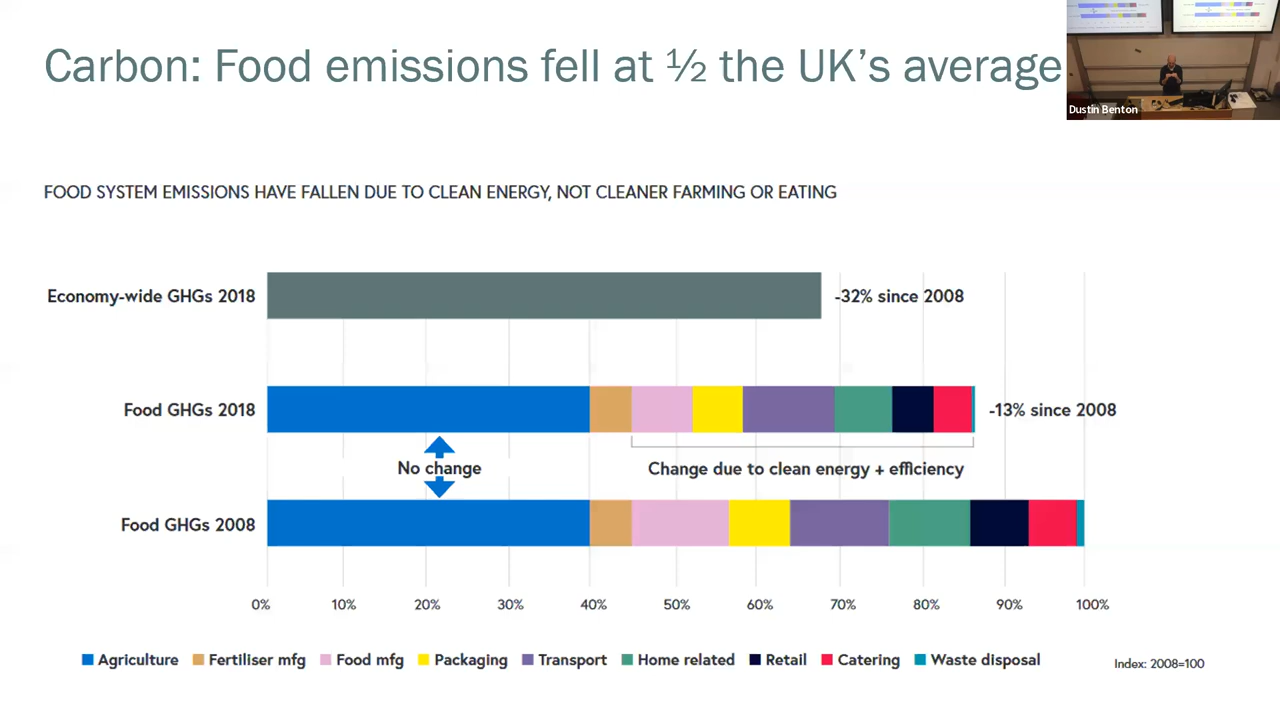 Carbon: Food emissions fell at ½ the UK's average
Dustin Benton
FOOD SYSTEM EMISSIONS HAVE FALLEN DUE TO CLEAN ENERGY, NOT CLEANER FARMING OR EATING
Economy-wide GHGs 2018
-32% since 2008
Food GHGs 2018
-13% since 2008
No change
Change due to clean energy + efficiency
Food GHGs 2008
0% 10% 20% 30% 40% 50% 60% 70% 80% 90% 100%
Agriculture Fertiliser mfg Food mfg Packaging Transport Home related Retail Catering Waste disposal
Index: 2008=100